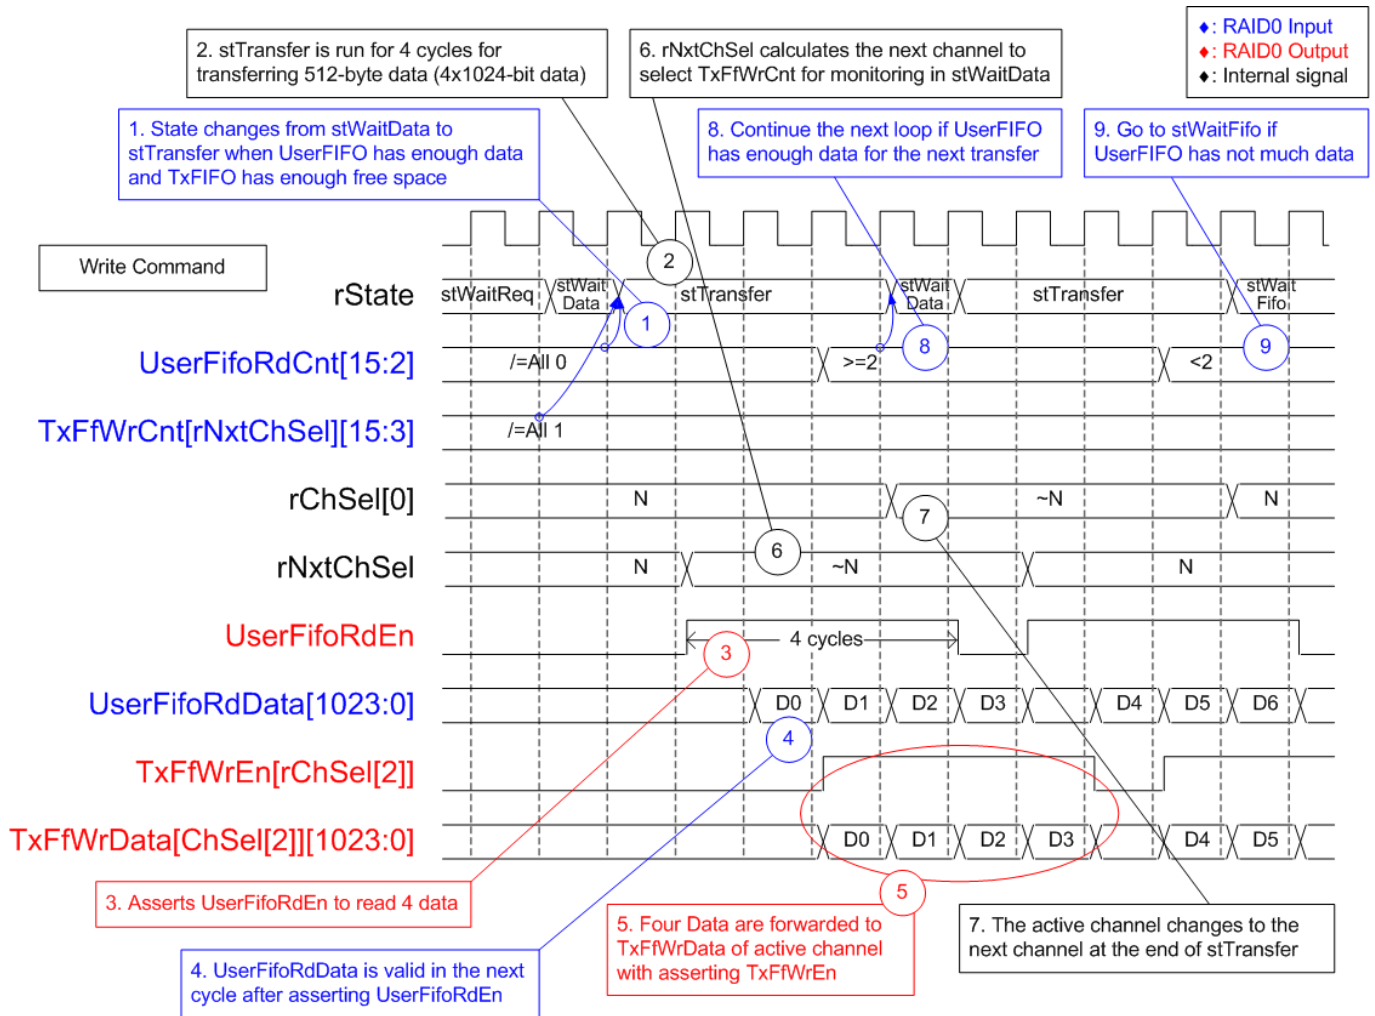 ♦: RAID0 Input
♦: RAID0 Output
♦: Internal signal
2. stTransfer is run for 4 cycles for
transferring 512-byte data (4x1024-bit data)
6. rNxtChSel calculates the next channel to
select TxFfWrCnt for monitoring in stWaitData
1. State changes from stWaitData to
stTransfer when UserFIFO has enough data
and TxFIFO has enough free space
8. Continue the next loop if UserFIFO
has enough data for the next transfer
9. Go to stWaitFifo if
UserFIFO has not much data
Write Command
2
rState
stWaitReq
stWait
Data
stTransfer
stWait
Data
stTransfer
stWait
Fifo
1
8
9
UserFifoRdCnt[15:2]
/=All 0
>=2
<2
TxFfWrCnt[rNxtChSel][15:3]
/=All 1
rChSel[0]
N
7
~N
N
rNxtChSel
N
6
~N
N
UserFifoRdEn
3
4 cycles
UserFifoRdData[1023:0]
D0
D1
D2
D3
D4
D5
D6
4
TxFfWrEn[rChSel[2]]
TxFfWrData[ChSel[2]][1023:0]
D0
D1
D2
D3
D4
D5
5
3. Asserts UserFifoRdEn to read 4 data
5. Four Data are forwarded to
TxFfWrData of active channel
with asserting TxFfWrEn
7. The active channel changes to the
next channel at the end of stTransfer
4. UserFifoRdData is valid in the next
cycle after asserting UserFifoRdEn